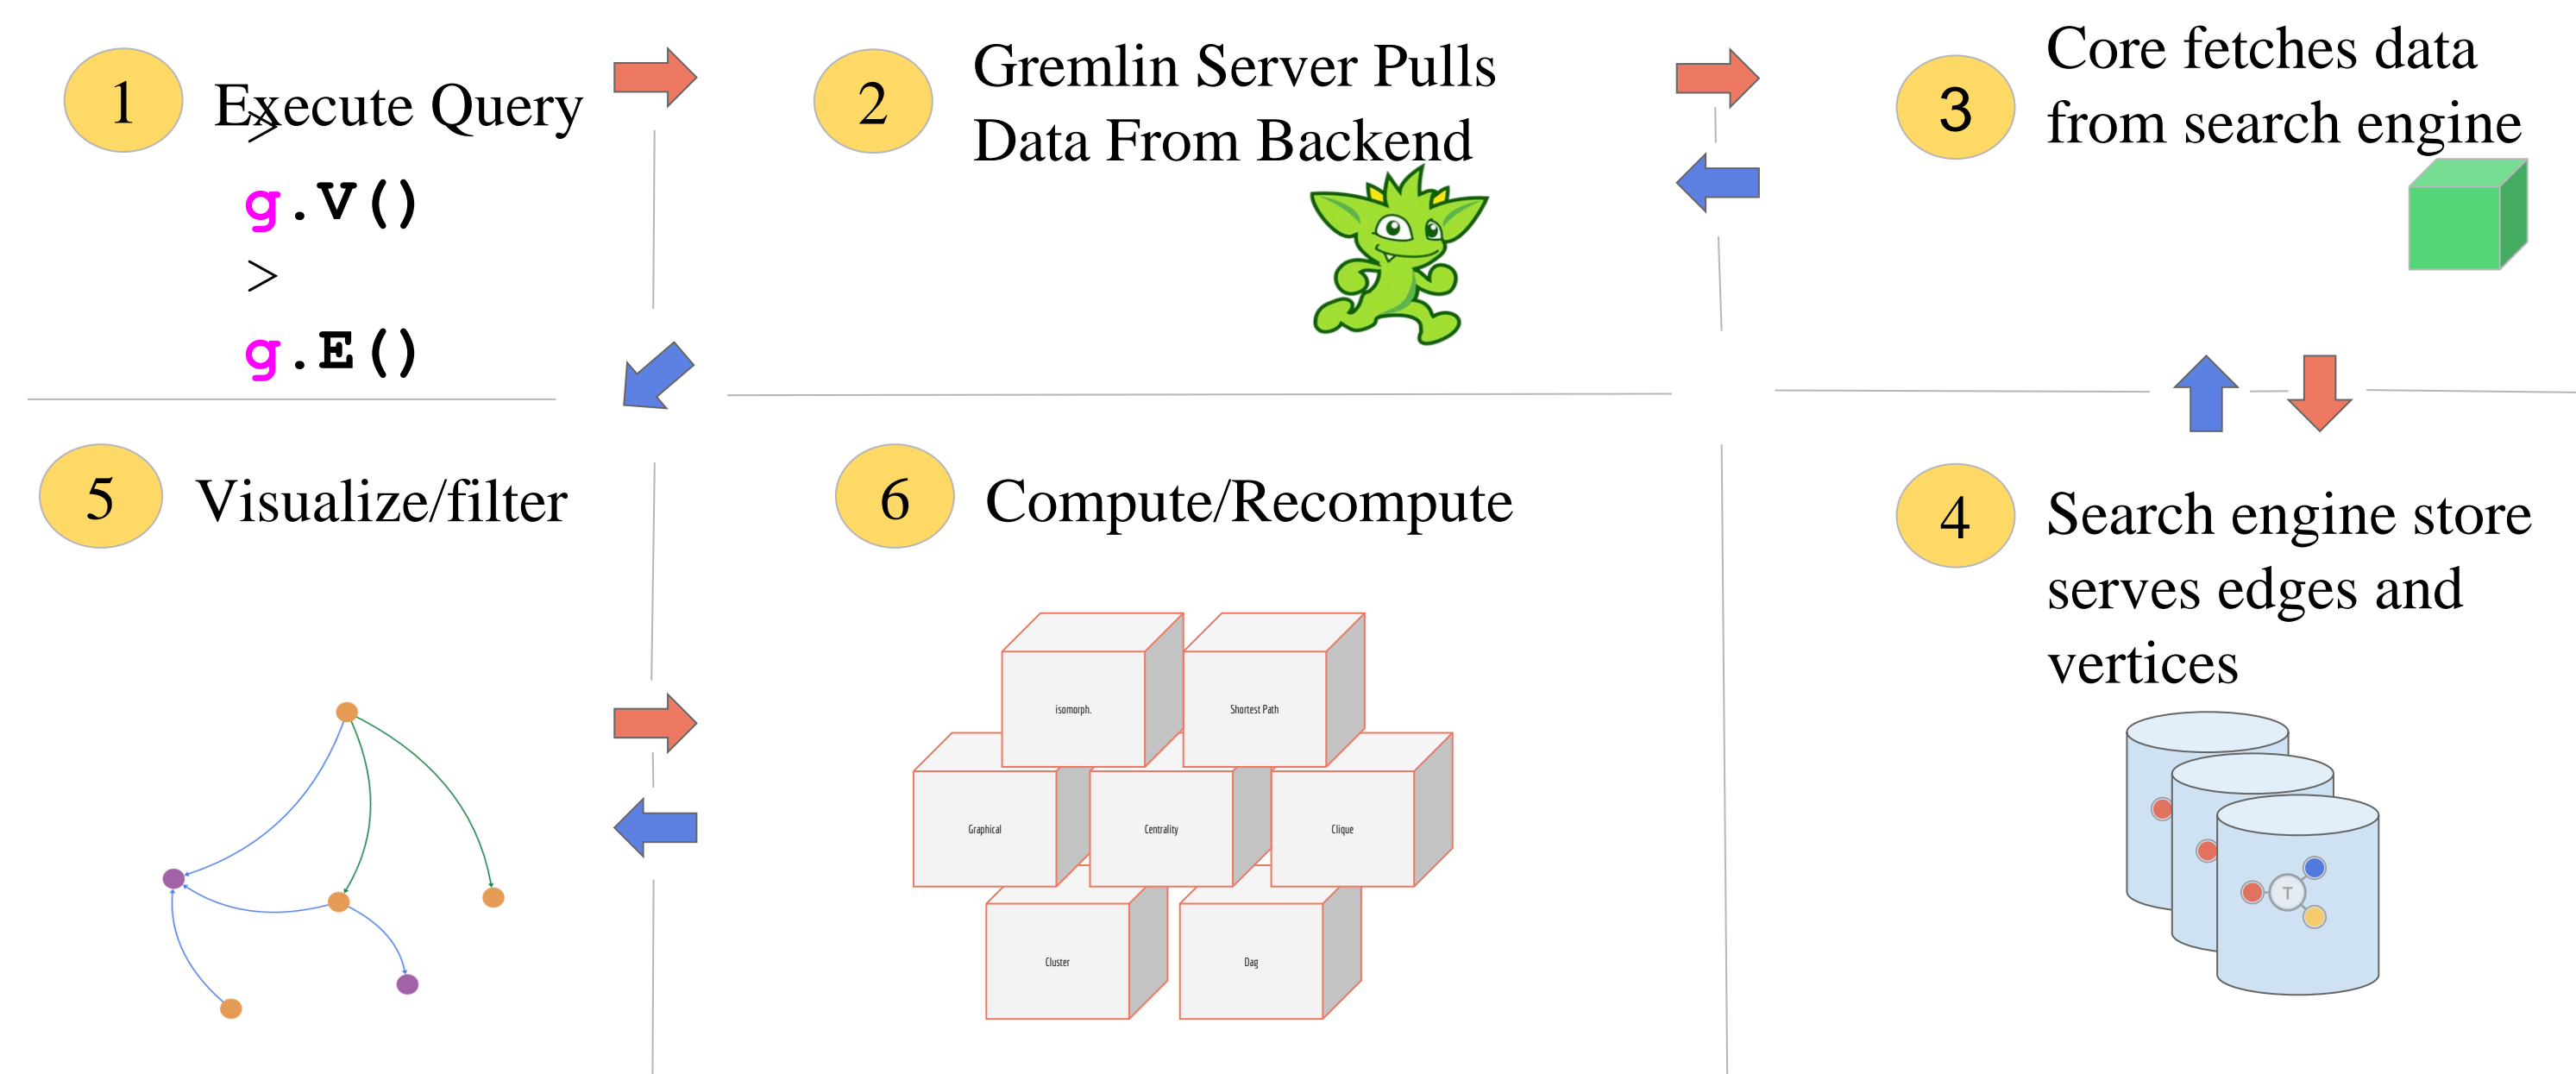 1
Execute Query
>
g.V()
>
g.E()
2
Gremlin Server Pulls
Data From Backend
3
Core fetches data
from search engine
4
Search engine store
serves edges and
vertices
T
5
Visualize/filter
6
Compute/Recompute
isomorph.
Shortest Path
Graphical
Centrality
Clique
Cluster
Dag